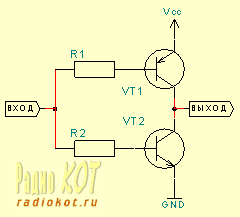 Vcc
R1
VT1
ВХОД
ВЫХОД
VT2
R2
GND
Радио КОТ
radiokot.ru